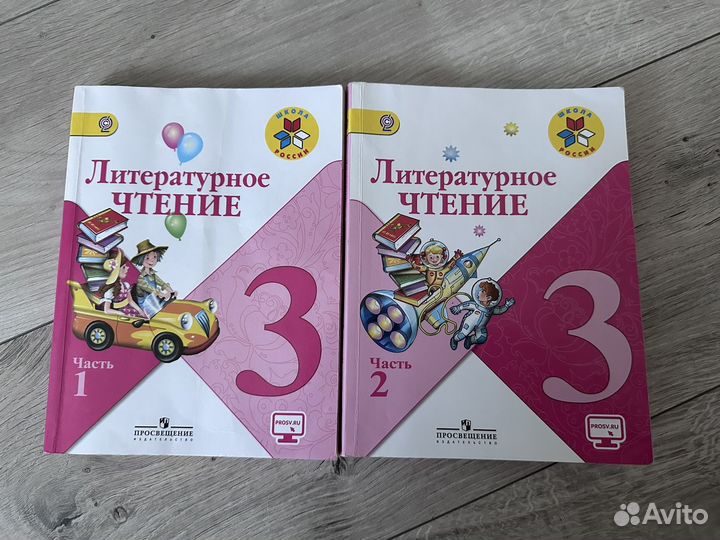 ШКОЛА
РОССИИ
Литературное
ЧТЕНИЕ
3
Часть
1
ПРОСВЕЩЕНИЕ
ИЗДАТЕЛЬСТВО
PROSV.RU
ШКОЛА
РОССИИ
Литературное
ЧТЕНИЕ
3
Часть
2
ПРОСВЕЩЕНИЕ
ИЗДАТЕЛЬСТВО
PROSV.RU
Avito